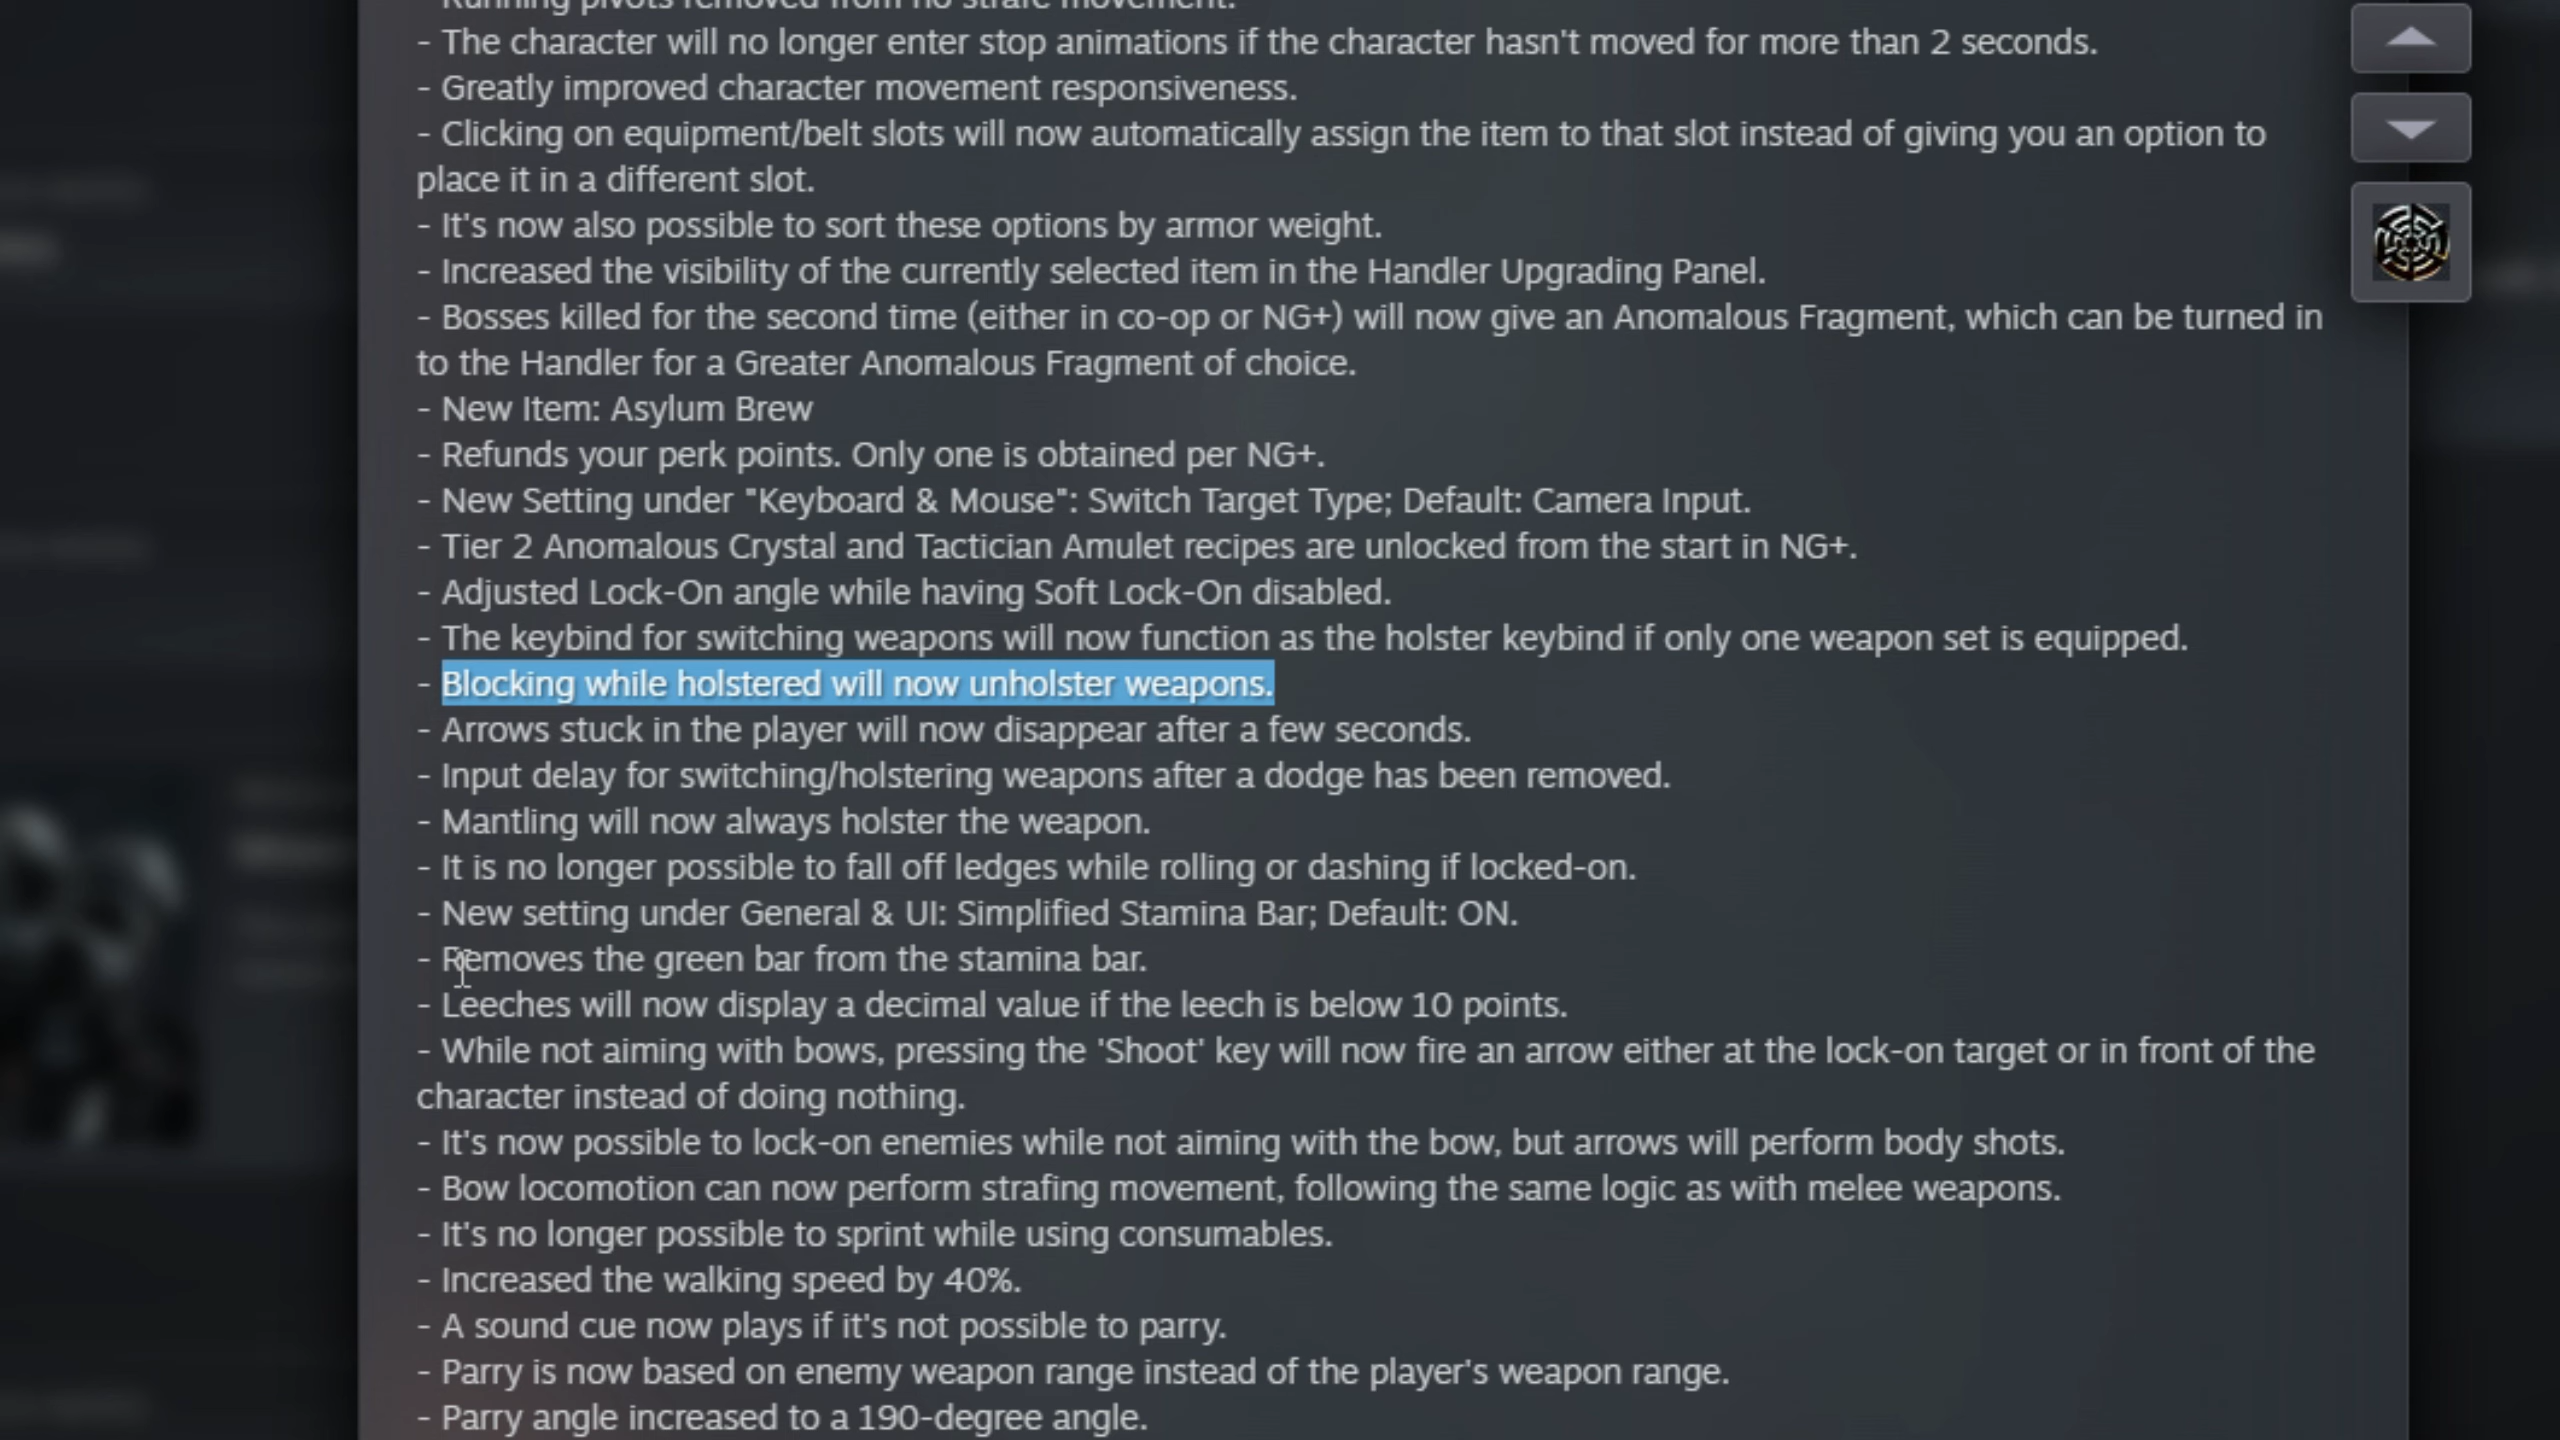 - Running pivots removed from no strafe movement.
- The character will no longer enter stop animations if the character hasn't moved for more than 2 seconds.
- Greatly improved character movement responsiveness.
- Clicking on equipment/belt slots will now automatically assign the item to that slot instead of giving you an option to
place it in a different slot.
- It's now also possible to sort these options by armor weight.
- Increased the visibility of the currently selected item in the Handler Upgrading Panel.
- Bosses killed for the second time (either in co-op or NG+) will now give an Anomalous Fragment, which can be turned in
to the Handler for a Greater Anomalous Fragment of choice.
- New Item: Asylum Brew
- Refunds your perk points. Only one is obtained per NG+.
- New Setting under "Keyboard & Mouse": Switch Target Type; Default: Camera Input.
- Tier 2 Anomalous Crystal and Tactician Amulet recipes are unlocked from the start in NG+.
- Adjusted Lock-On angle while having Soft Lock-On disabled.
- The keybind for switching weapons will now function as the holster keybind if only one weapon set is equipped.
- Blocking while holstered will now unholster weapons.
- Arrows stuck in the player will now disappear after a few seconds.
- Input delay for switching/holstering weapons after a dodge has been removed.
- Mantling will now always holster the weapon.
- It is no longer possible to fall off ledges while rolling or dashing if locked-on.
- New setting under General & UI: Simplified Stamina Bar; Default: ON.
- Removes the green bar from the stamina bar.
- Leeches will now display a decimal value if the leech is below 10 points.
- While not aiming with bows, pressing the 'Shoot' key will now fire an arrow either at the lock-on target or in front of the
character instead of doing nothing.
- It's now possible to lock-on enemies while not aiming with the bow, but arrows will perform body shots.
- Bow locomotion can now perform strafing movement, following the same logic as with melee weapons.
- It's no longer possible to sprint while using consumables.
- Increased the walking speed by 40%.
- A sound cue now plays if it's not possible to parry.
- Parry is now based on enemy weapon range instead of the player's weapon range.
- Parry angle increased to a 190-degree angle.